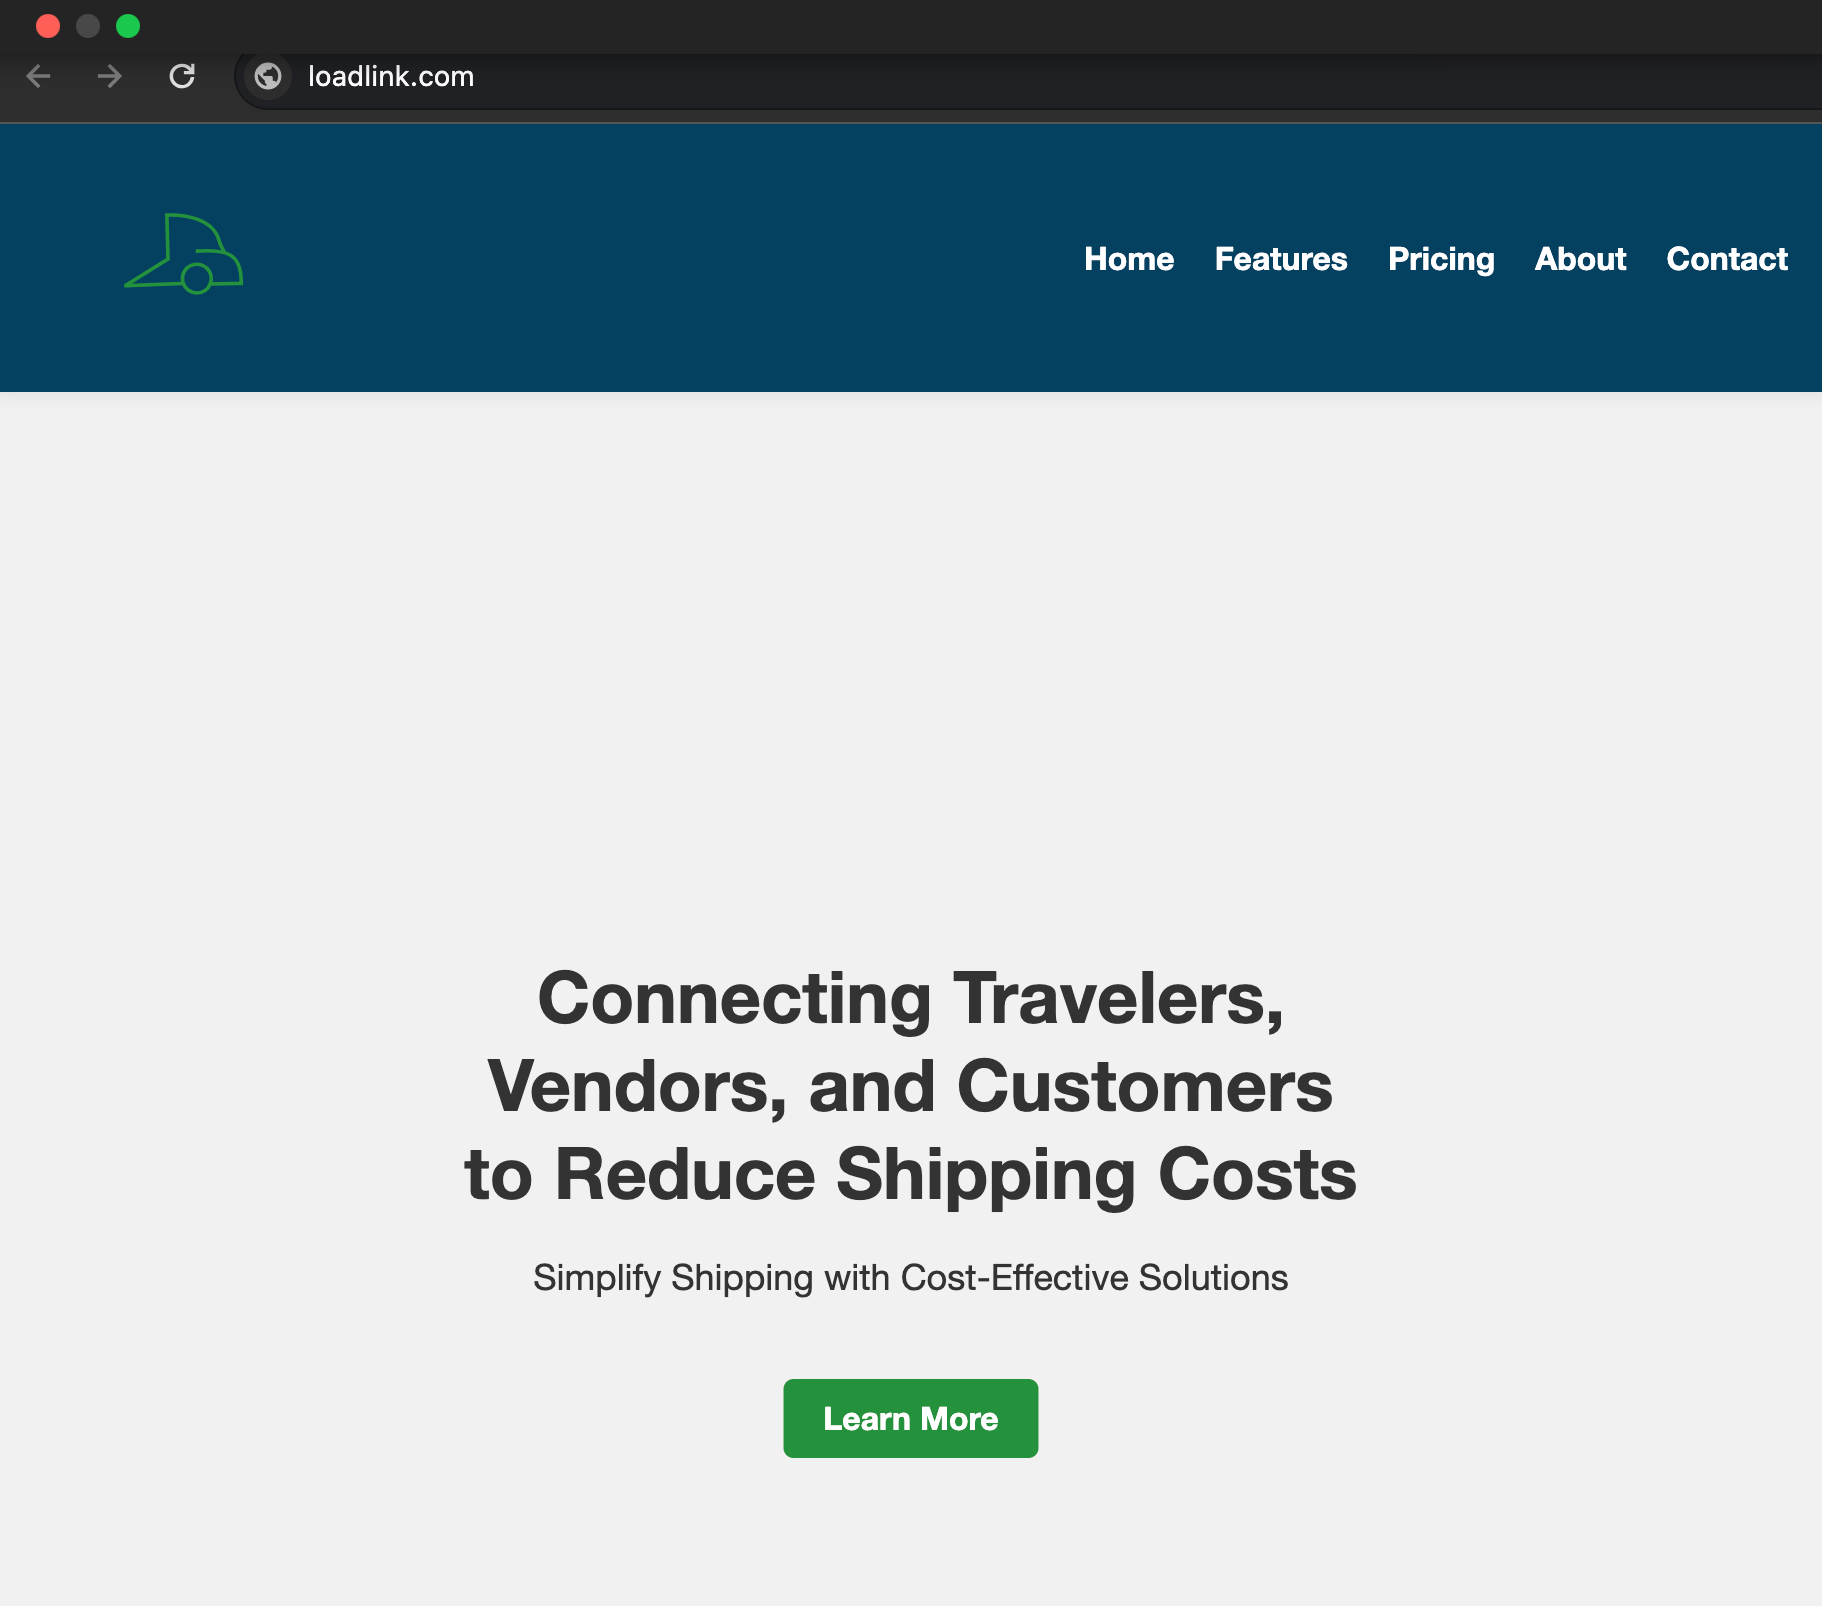 loadlink.com
Home Features Pricing About Contact
Connecting Travelers,
Vendors, and Customers
to Reduce Shipping Costs
Simplify Shipping with Cost-Effective Solutions
Learn More